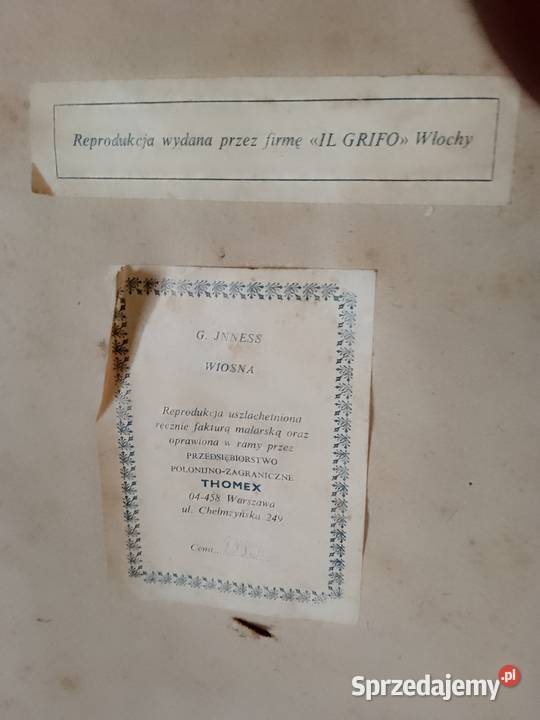 Reprodukcja wydana przez firmę «IL GRIFO» Włochy
G. JNNESS
WIOSNA
Reprodukcja uszlachetniona
ręcznie fakturą malarską oraz
oprawiona w ramy przez
PRZEDSIĘBIORSTWO
POLONIJNO-ZAGRANICZNE
THOMEX
04-458 Warszawa
ul. Chełmżyńska 249
Cena...
Sprzedajemy.pl